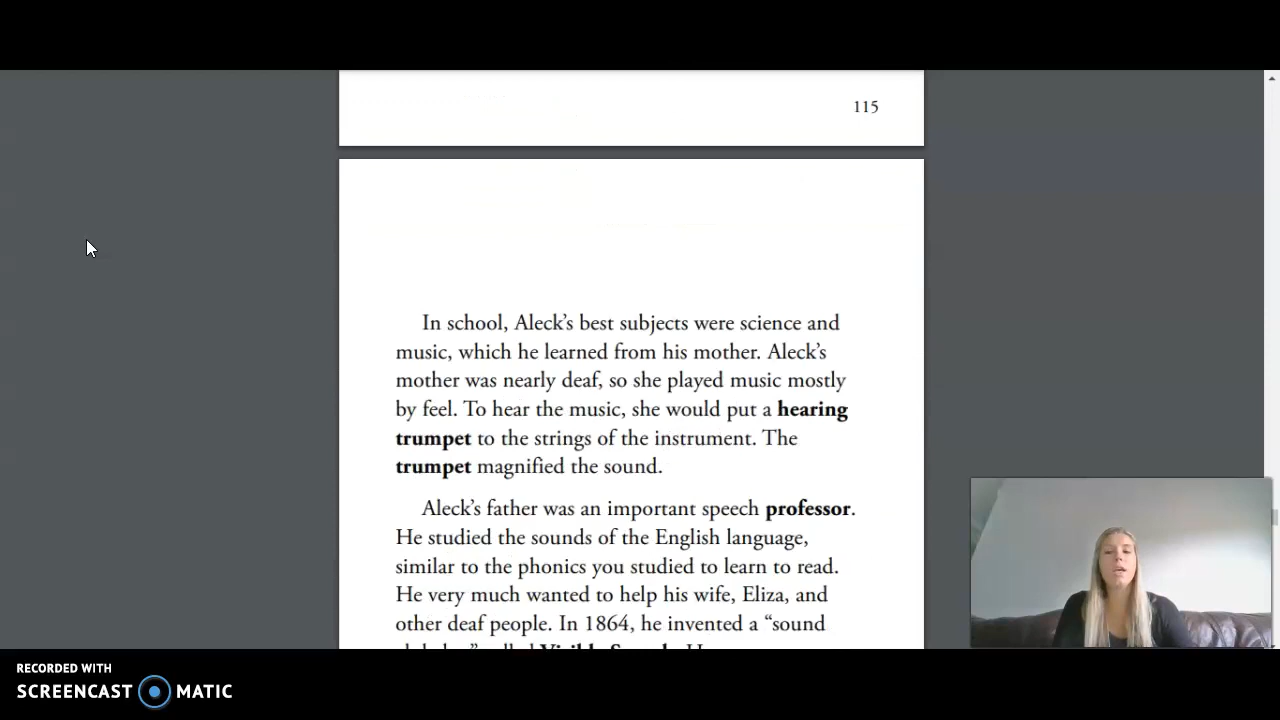 115
In school, Aleck's best subjects were science and
music, which he learned from his mother. Aleck's
mother was nearly deaf, so she played music mostly
by feel. To hear the music, she would put a hearing
trumpet to the strings of the instrument. The
trumpet magnified the sound.
Aleck's father was an important speech professor.
He studied the sounds of the English language,
similar to the phonics you studied to learn to read.
He very much wanted to help his wife, Eliza, and
other deaf people. In 1864, he invented a “sound
RECORDED WITH
SCREENCAST MATIC